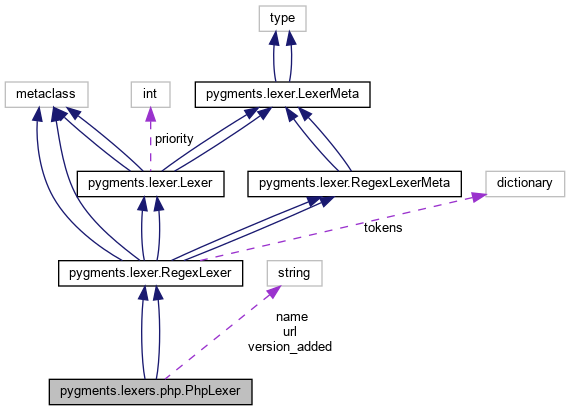 type
metaclass
int
pygments.lexer.LexerMeta
priority
pygments.lexer.Lexer
pygments.lexer.RegexLexerMeta
dictionary
tokens
pygments.lexer.RegexLexer
string
name
url
version_added
pygments.lexers.php.PhpLexer